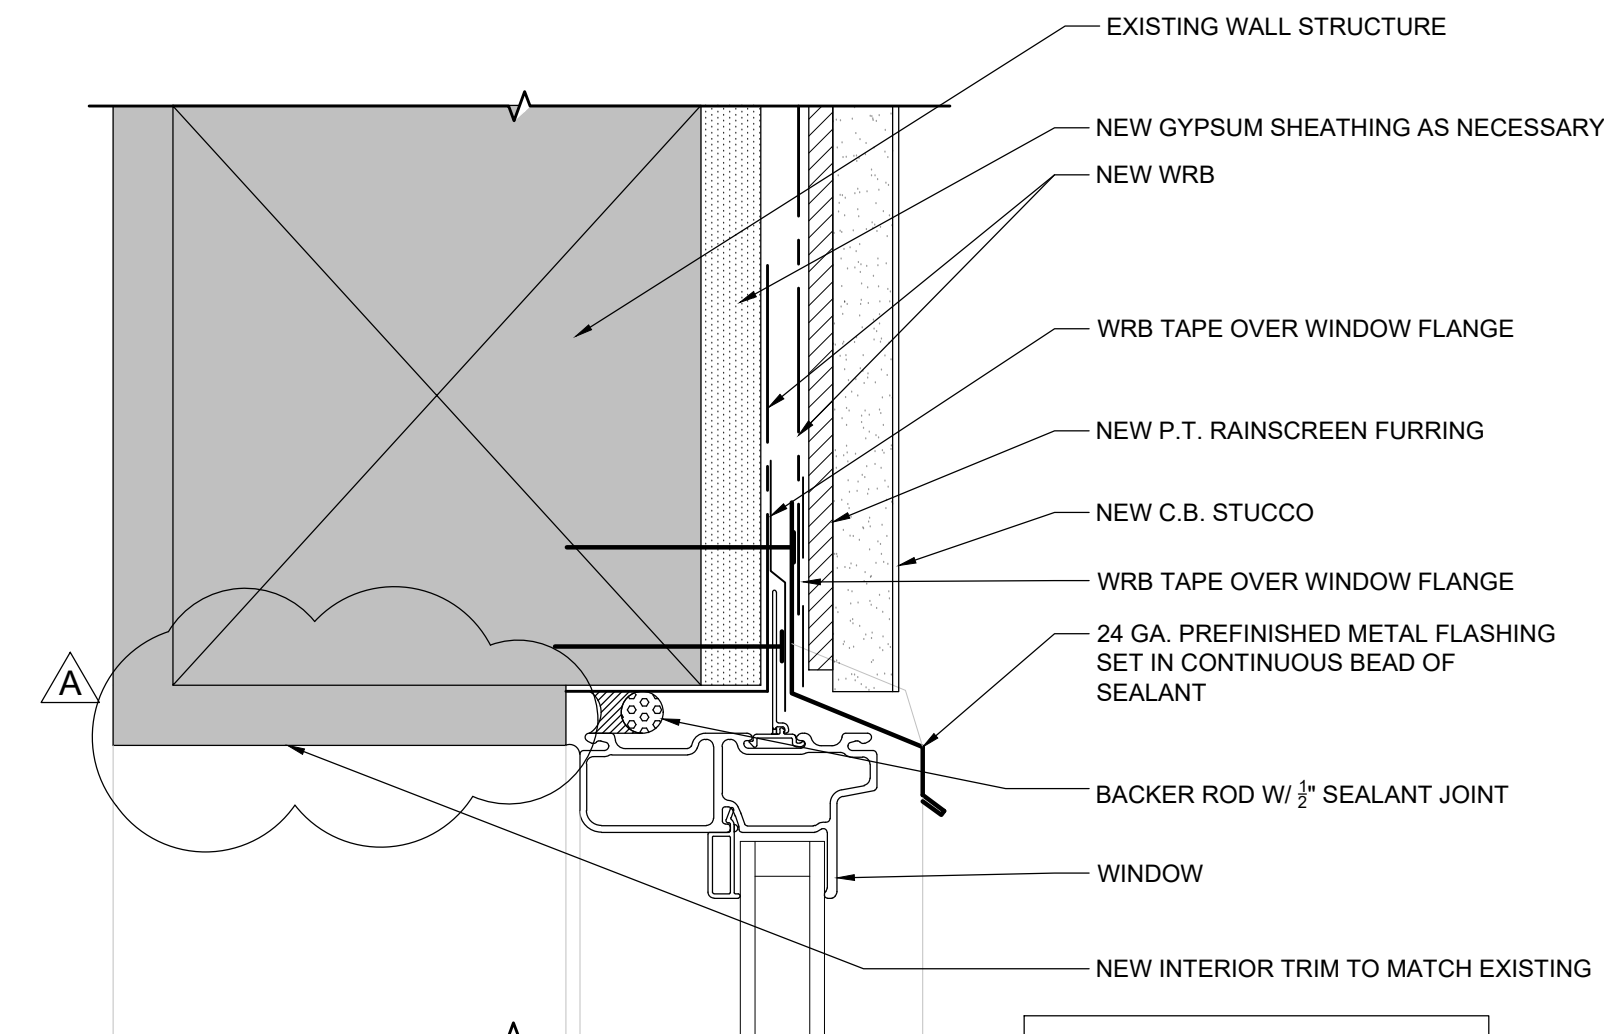 EXISTING WALL STRUCTURE
NEW GYPSUM SHEATHING AS NECESSARY
NEW WRB
WRB TAPE OVER WINDOW FLANGE
NEW P.T. RAINSCREEN FURRING
NEW C.B. STUCCO
WRB TAPE OVER WINDOW FLANGE
24 GA. PREFINISHED METAL FLASHING
SET IN CONTINUOUS BEAD OF
SEALANT
A
BACKER ROD W/ ½" SEALANT JOINT
WINDOW
NEW INTERIOR TRIM TO MATCH EXISTING